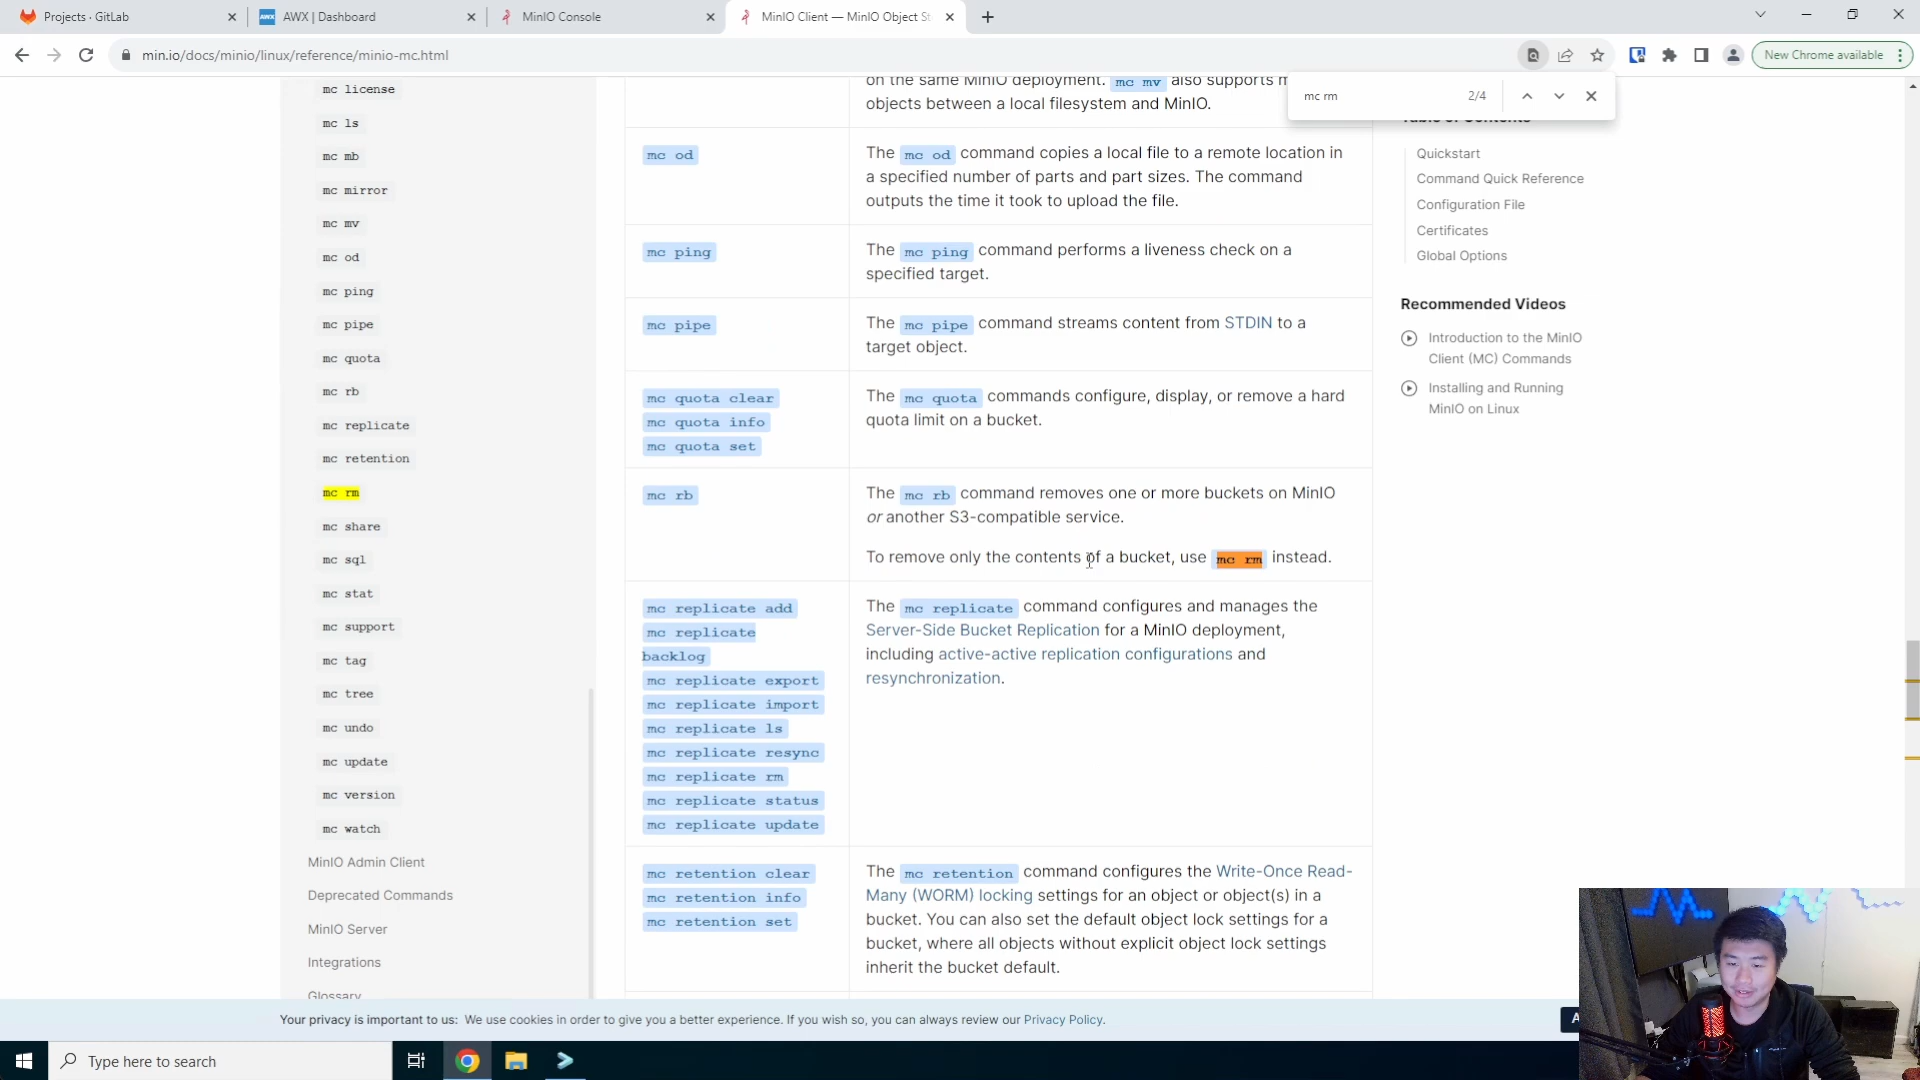 Projects · GitLab
AWX | Dashboard
MinIO Console
MinIO Client — MinIO Object St
min.io/docs/minio/linux/reference/minio-mc.html
New Chrome available
mc rm
2/4
mc license
mc ls
mc mb
mc mirror
mc mv
mc od
mc ping
mc pipe
mc quota
mc rb
mc replicate
mc retention
mc rm
mc share
mc sql
mc stat
mc support
mc tag
mc tree
mc undo
mc update
mc version
mc watch
MinIO Admin Client
Deprecated Commands
MinIO Server
Integrations
Glossary
on the same MinIO deployment. mc mv also supports m
objects between a local filesystem and MinIO.
mc od
The mc od command copies a local file to a remote location in
a specified number of parts and part sizes. The command
outputs the time it took to upload the file.
mc ping
The mc ping command performs a liveness check on a
specified target.
mc pipe
The mc pipe command streams content from STDIN to a
target object.
mc quota clear
mc quota info
mc quota set
The mc quota commands configure, display, or remove a hard
quota limit on a bucket.
mc rb
The mc rb command removes one or more buckets on MinIO
or another S3-compatible service.
To remove only the contents of a bucket, use mc rm instead.
mc replicate add
mc replicate
backlog
mc replicate export
mc replicate import
mc replicate ls
mc replicate resync
mc replicate rm
mc replicate status
mc replicate update
The mc replicate command configures and manages the
Server-Side Bucket Replication for a MinIO deployment,
including active-active replication configurations and
resynchronization.
mc retention clear
mc retention info
mc retention set
The mc retention command configures the Write-Once Read-
Many (WORM) locking settings for an object or object(s) in a
bucket. You can also set the default object lock settings for a
bucket, where all objects without explicit object lock settings
inherit the bucket default.
Table of Contents
Quickstart
Command Quick Reference
Configuration File
Certificates
Global Options
Recommended Videos
Introduction to the MinIO
Client (MC) Commands
Installing and Running
MinIO on Linux
Your privacy is important to us: We use cookies in order to give you a better experience. If you wish so, you can always review our Privacy Policy.
A
Type here to search